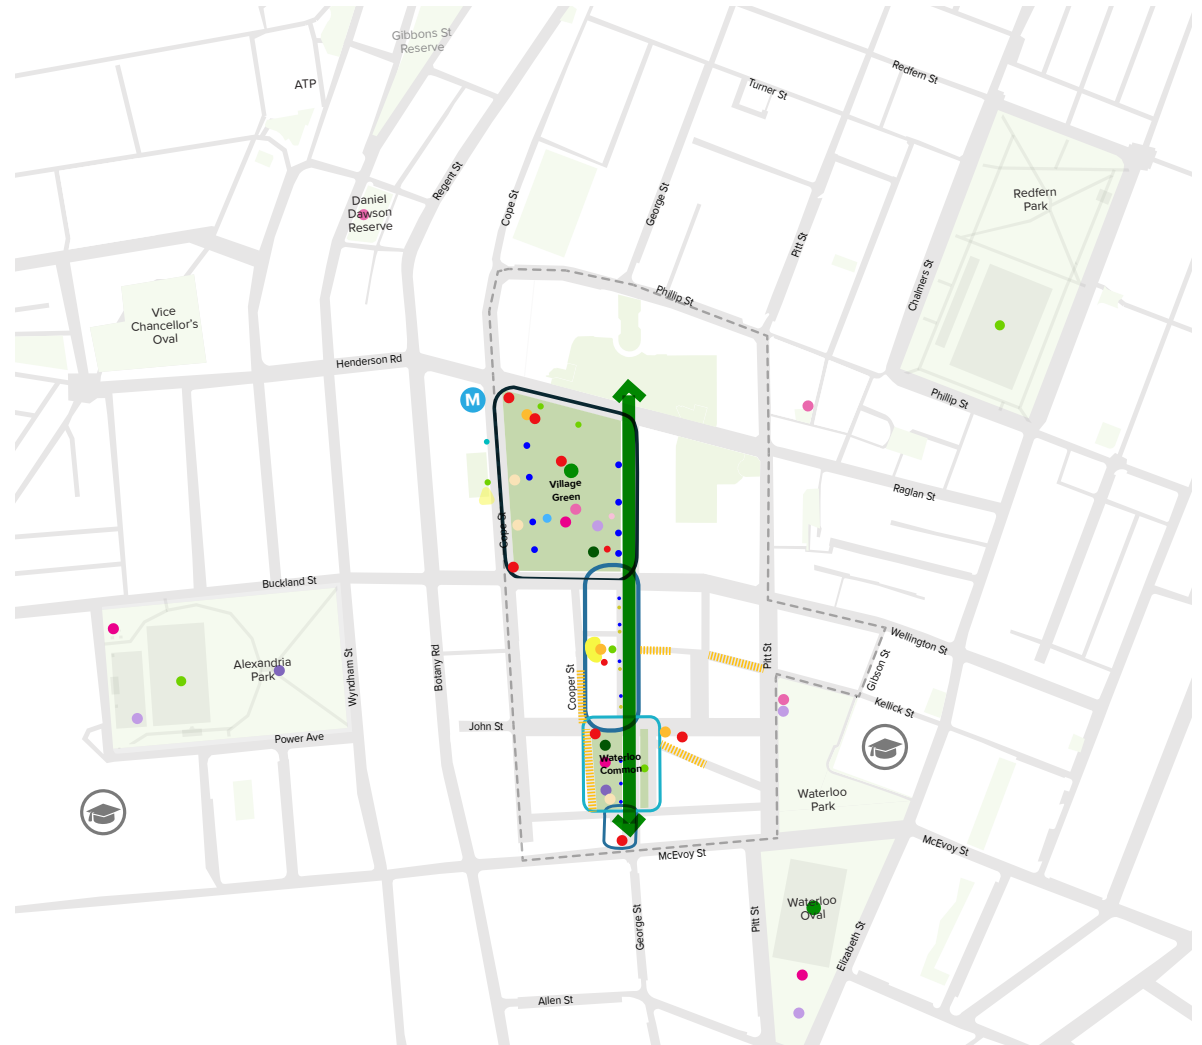 Gibbons St
Reserve
ATP
Redfern St
Turner St
Regent St
Cope St
George St
Pitt St
Redfern
Park
Daniel
Dawson
Reserve
Chalmers St
Phillip St
Vice
Chancellor's
Oval
Henderson Rd
Phillip St
M
Village
Green
Raglan St
Cope St
Buckland St
Wellington St
Gibson St
Pitt St
Alexandria
Park
Wyndham St
Botany Rd
Cooper St
Kellick St
John St
Power Ave
Waterloo
Common
Waterloo
Park
McEvoy St
McEvoy St
Waterloo
Oval
George St
Pitt St
Elizabeth St
Allen St